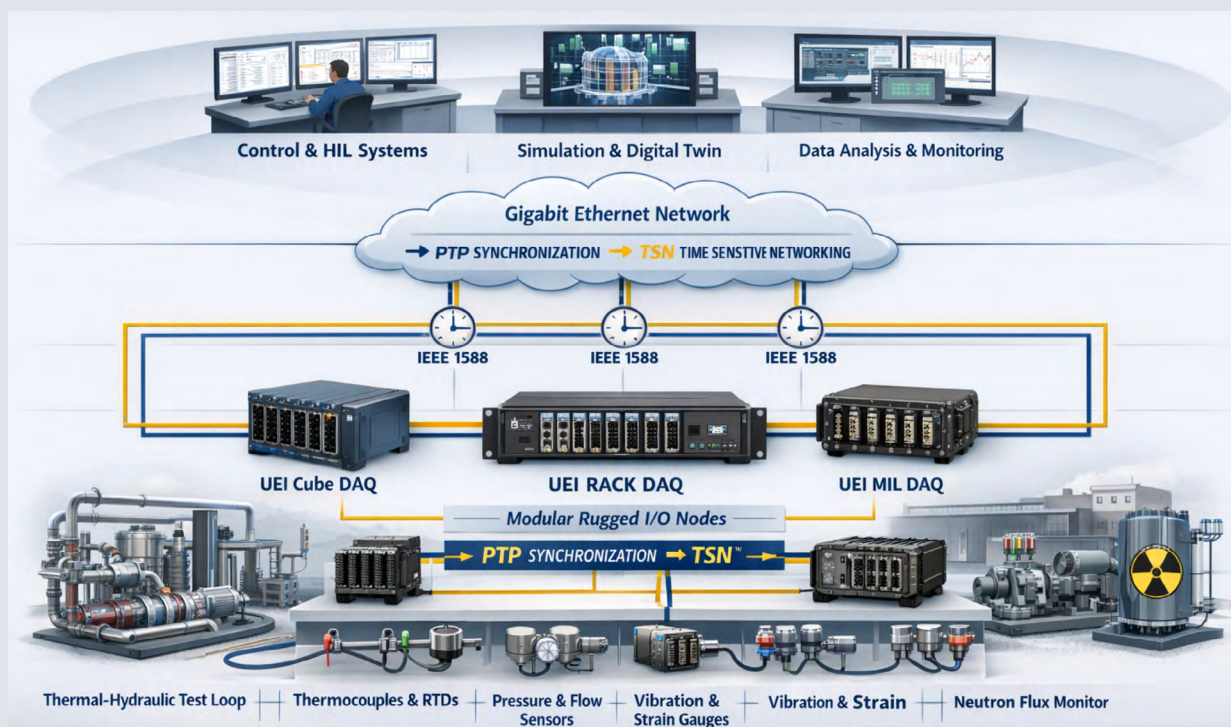 Control & HIL Systems
Simulation & Digital Twin
Data Analysis & Monitoring
Gigabit Ethernet Network
PTP SYNCHRONIZATION TSN TIME SENSTIVE NETWORKING
IEEE 1588
IEEE 1588
IEEE 1588
UEI Cube DAQ
UEI RACK DAQ
UEI MIL DAQ
Modular Rugged I/O Nodes
PTP SYNCHRONIZATION TSN™
Thermal-Hydraulic Test Loop
Thermocouples & RTDs
Pressure & Flow
Sensors
Vibration &
Strain Gauges
Vibration & Strain
Neutron Flux Monitor